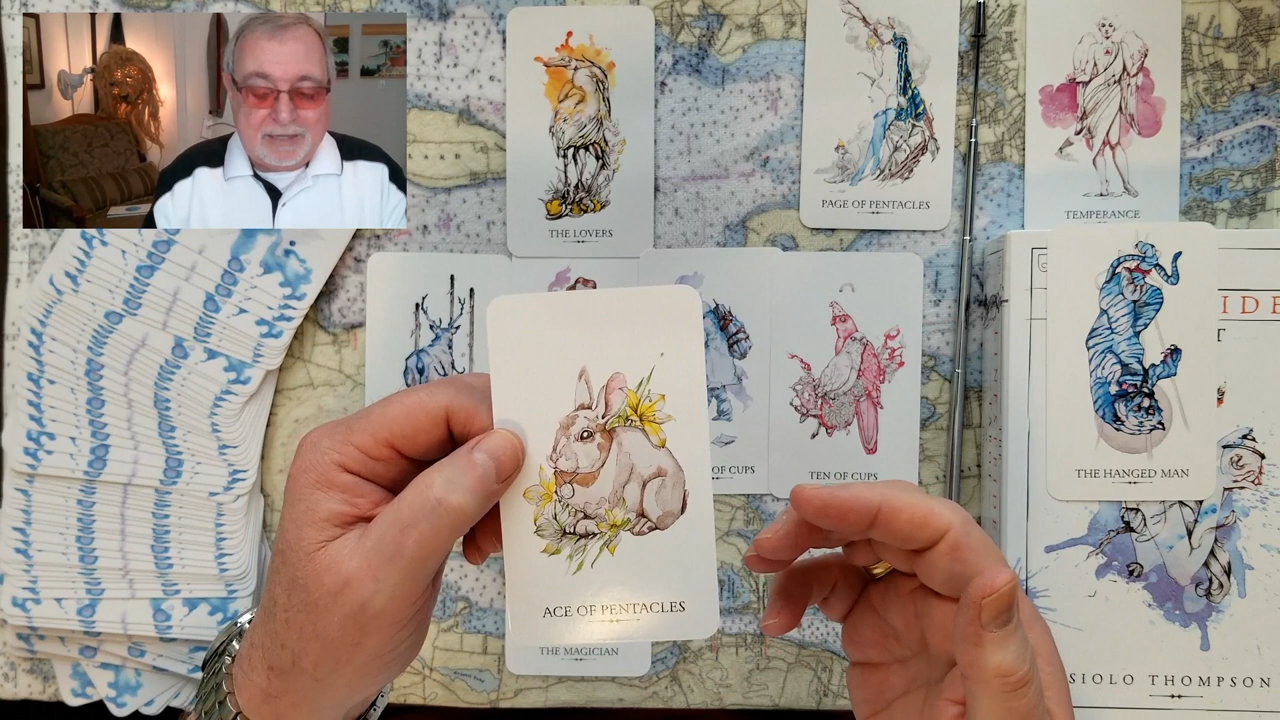 THE LOVERS
PAGE OF PENTACLES
TEMPERANCE
IDE
T
OF CUPS
TEN OF CUPS
THE HANGED MAN
ACE OF PENTACLES
THE MAGICIAN
SIOLO THOMPSON